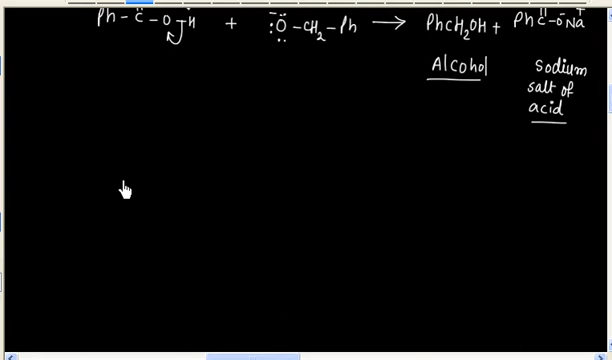 Ph-C-O-H + :Ö-CH₂-Ph → PhCH₂OH + PhC-O⁻Na⁺
Alcohol
Sodium
salt of
acid